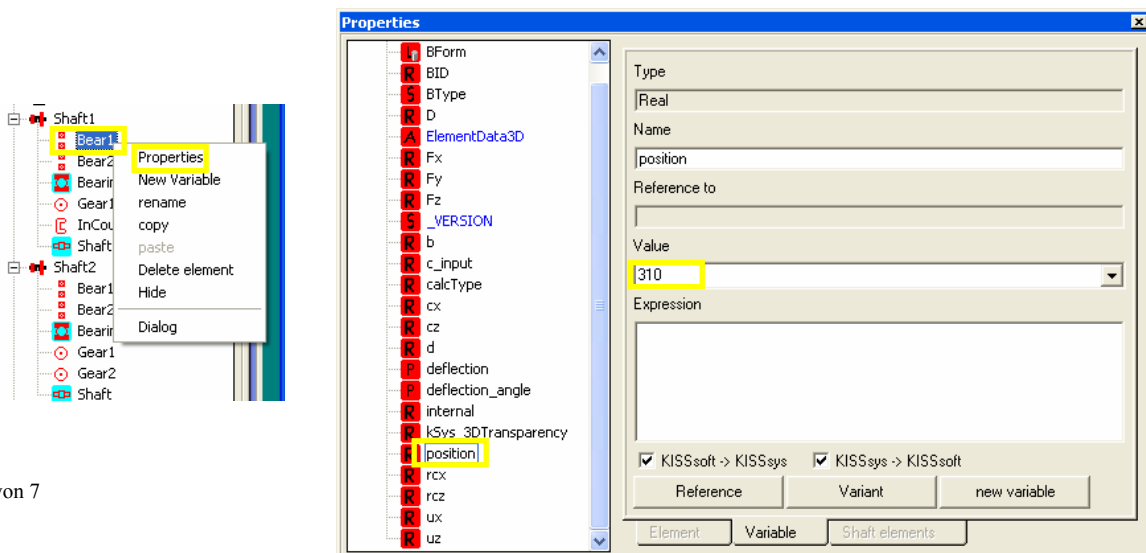 Shaft1
Bear1
Bear2
Bearin
Gear1
InCou
Shaft
Shaft2
Bear1
Bear2
Bearin
Gear1
Gear2
Shaft
Properties
New Variable
rename
copy
paste
Delete element
Hide
Dialog
von 7
Properties
BForm
R BID
S BType
R D
A ElementData3D
R Fx
R Fy
R Fz
S _VERSION
R b
R c_input
R calcType
R cx
R cz
R d
P deflection
P deflection_angle
R internal
R kSys_3DTransparency
R position
R rcx
R rcz
R ux
R uz
Type
Real
Name
position
Reference to
Value
310
Expression
KISSsoft -> KISSsys KISSsys -> KISSsoft
Reference Variant new variable
Element Variable Shaft elements